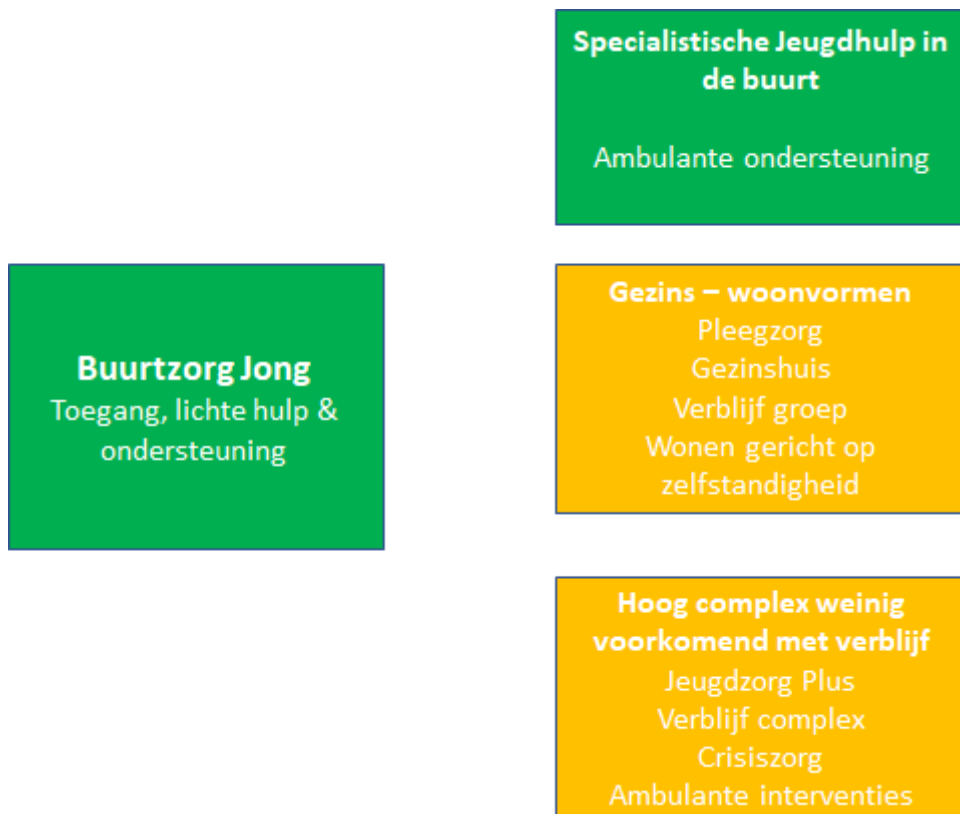 Specialistische Jeugdhulp in
de buurt
Ambulante ondersteuning
Buurtzorg Jong
Toegang, lichte hulp &
ondersteuning
Gezins – woonvormen
Pleegzorg
Gezinshuis
Verblijf groep
Wonen gericht op
zelfstandigheid
Hoog complex weinig
voorkomend met verblijf
Jeugdzorg Plus
Verblijf complex
Crisiszorg
Ambulante interventies